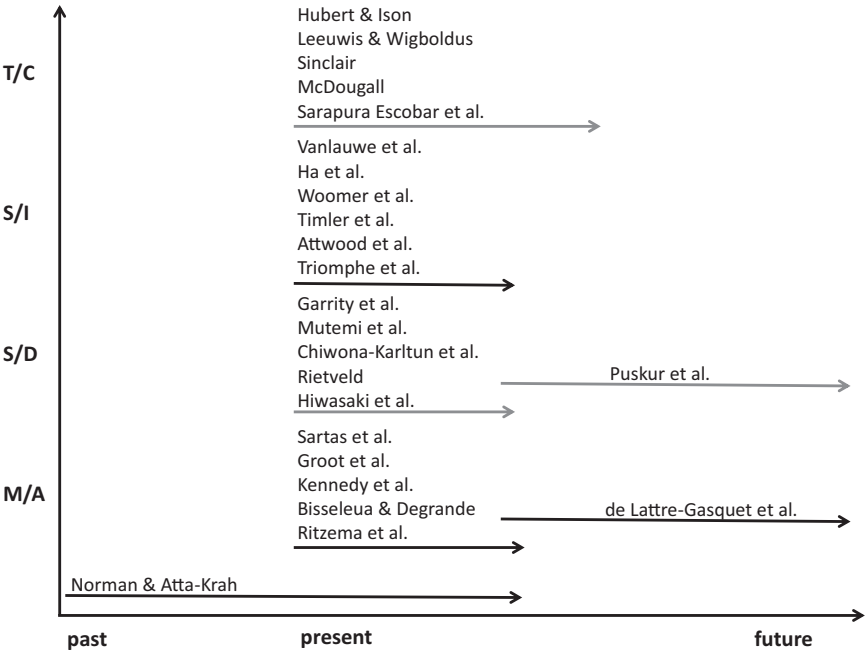 T/C
Hubert & Ison
Leeuwis & Wigboldus
Sinclair
McDougall
Sarapura Escobar et al.
S/I
Vanlauwe et al.
Ha et al.
Woomer et al.
Timler et al.
Attwood et al.
Triomphe et al.
S/D
Garrity et al.
Mutemi et al.
Chiwona-Karltun et al.
Rietveld
Hiwasaki et al.
Puskur et al.
M/A
Sartas et al.
Groot et al.
Kennedy et al.
Bisseleua & Degrande
Ritzema et al.
de Lattre-Gasquet et al.
Norman & Atta-Krah
past
present
future